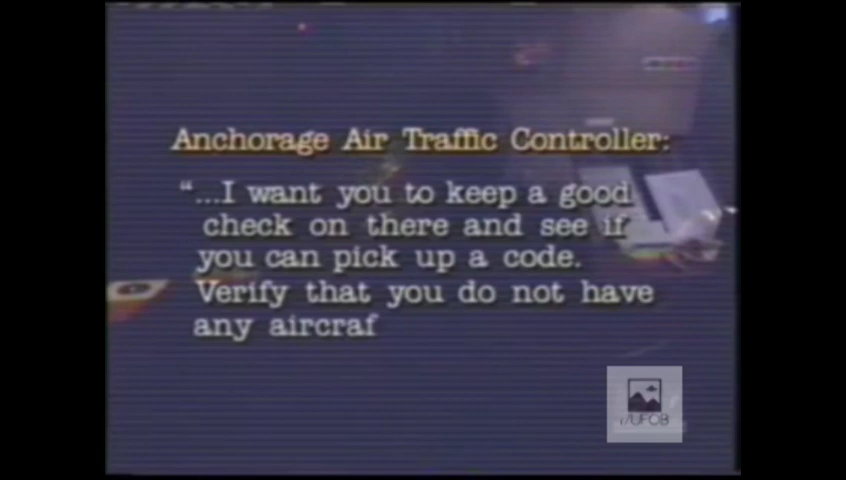 Anchorage Air Traffic Controller:
“...I want you to keep a good
check on there and see if
you can pick up a code.
Verify that you do not have
any aircraf
r/UFOB